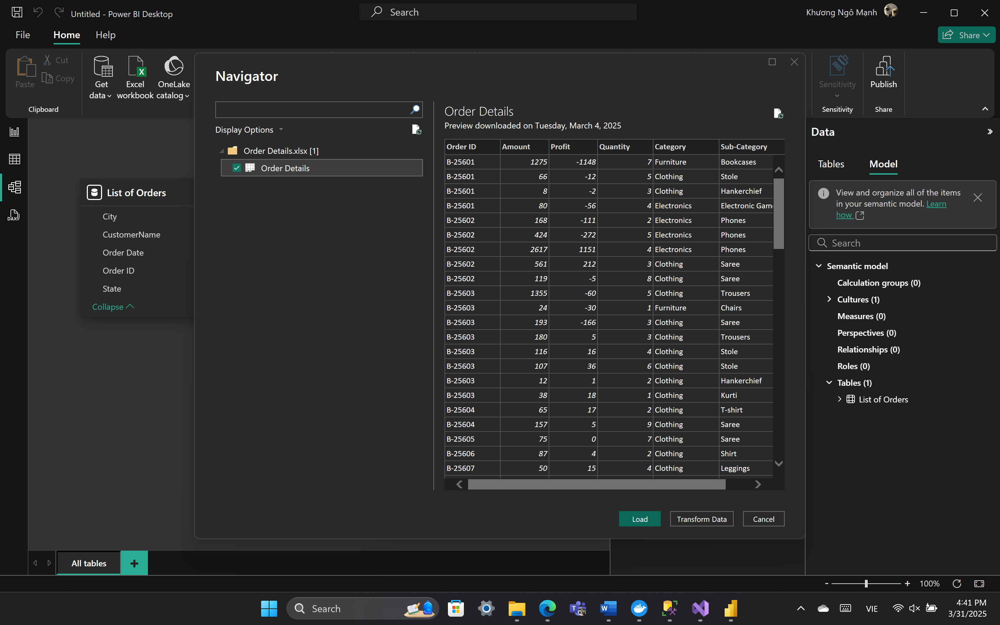 Untitled - Power BI Desktop
Search
Khương Ngô Mạnh
File
Home
Help
Share
Paste
Cut
Copy
Clipboard
Get data
Excel workbook
OneLake catalog
Sensitivity
Sensitivity
Publish
Share
Navigator
Display Options
Order Details.xlsx [1]
Order Details
Order Details
Preview downloaded on Tuesday, March 4, 2025
Order ID Amount Profit Quantity Category Sub-Category
B-25601 1275 -1148 7 Furniture Bookcases
B-25601 66 -12 5 Clothing Stole
B-25601 8 -2 3 Clothing Hankerchief
B-25601 80 -56 4 Electronics Electronic Gam
B-25602 168 -111 2 Electronics Phones
B-25602 424 -272 5 Electronics Phones
B-25602 2617 1151 4 Electronics Phones
B-25602 561 212 3 Clothing Saree
B-25602 119 -5 8 Clothing Saree
B-25603 1355 -60 5 Clothing Trousers
B-25603 24 -30 1 Furniture Chairs
B-25603 193 -166 3 Clothing Saree
B-25603 180 5 3 Clothing Trousers
B-25603 116 16 4 Clothing Stole
B-25603 107 36 6 Clothing Stole
B-25603 12 1 2 Clothing Hankerchief
B-25603 38 18 1 Clothing Kurti
B-25604 65 17 2 Clothing T-shirt
B-25604 157 5 9 Clothing Saree
B-25605 75 0 7 Clothing Saree
B-25606 87 4 2 Clothing Shirt
B-25607 50 15 4 Clothing Leggings
Load
Transform Data
Cancel
DAX
List of Orders
City
CustomerName
Order Date
Order ID
State
Collapse
Data
Tables
Model
View and organize all of the items
in your semantic model. Learn
how
Search
Semantic model
Calculation groups (0)
Cultures (1)
Measures (0)
Perspectives (0)
Relationships (0)
Roles (0)
Tables (1)
List of Orders
All tables
100%
Search
VIE
4:41 PM
3/31/2025